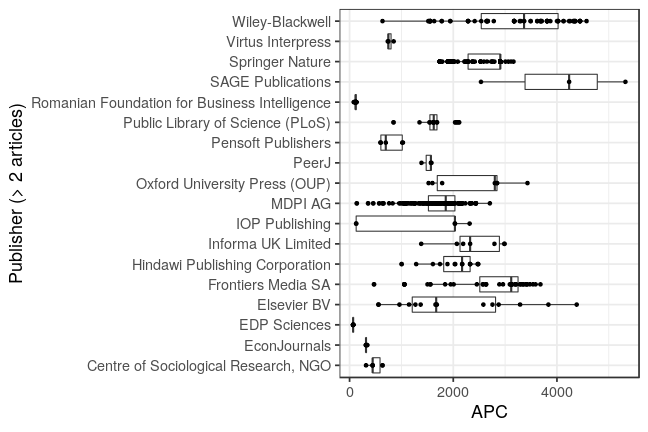 Publisher (> 2 articles)
Wiley-Blackwell
Virtus Interpress
Springer Nature
SAGE Publications
Romanian Foundation for Business Intelligence
Public Library of Science (PLoS)
Pensoft Publishers
PeerJ
Oxford University Press (OUP)
MDPI AG
IOP Publishing
Informa UK Limited
Hindawi Publishing Corporation
Frontiers Media SA
Elsevier BV
EDP Sciences
EconJournals
Centre of Sociological Research, NGO
0 2000 4000
APC